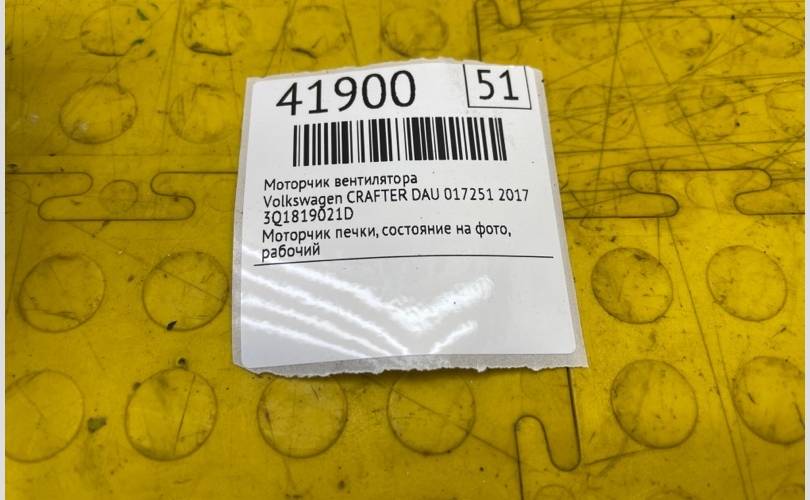 41900 51
Моторчик вентилятора
Volkswagen CRAFTER DAU 017251 2017
3Q1819021D
Моторчик печки, состояние на фото,
рабочий